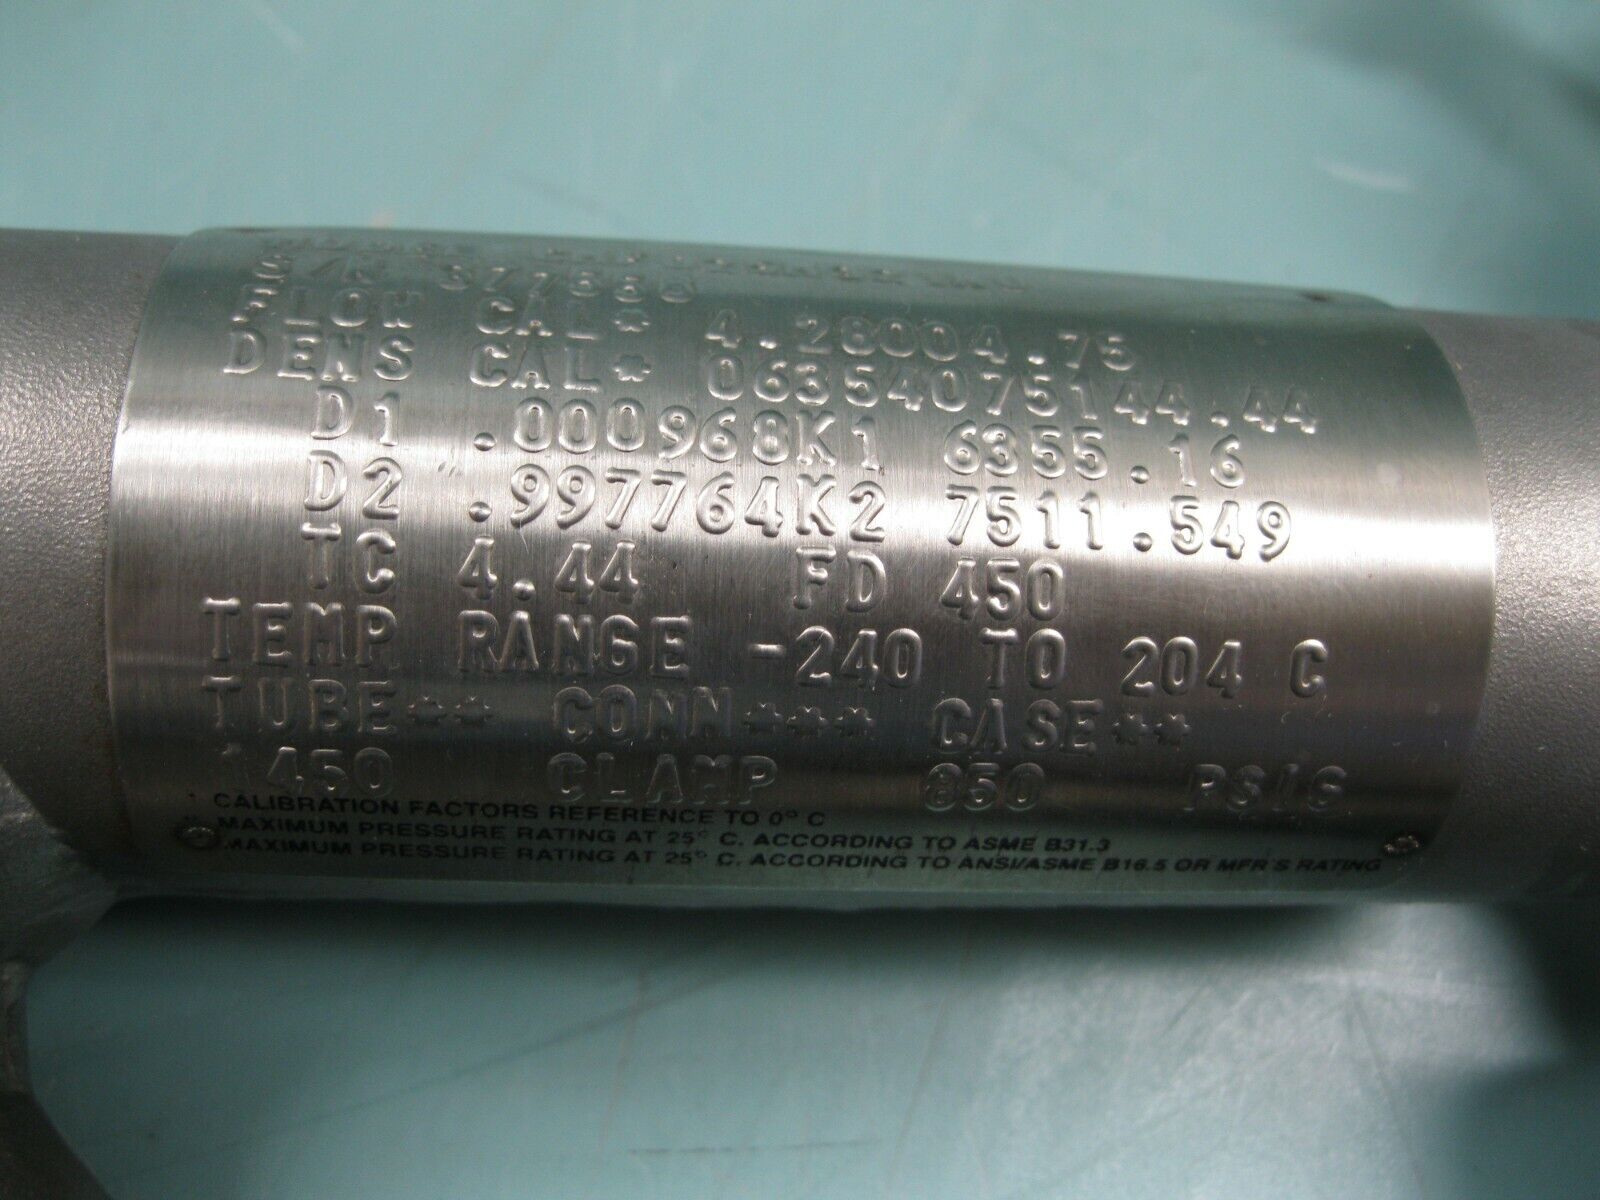 S/N 377558
FLOW CAL* 4.28004.75
DENS CAL* 06354075144.44
D1 .000968K1 6355.16
D2 .997764K2 7511.549
TC 4.44 FD 450
TEMP RANGE -240 TO 204 C
TUBE** CONN*** CASE**
1450 CLAMP 850 PSIG
CALIBRATION FACTORS REFERENCE TO 0° C
MAXIMUM PRESSURE RATING AT 25° C. ACCORDING TO ASME B31.3
MAXIMUM PRESSURE RATING AT 25° C. ACCORDING TO ANSI/ASME B16.5 OR MFR'S RATING